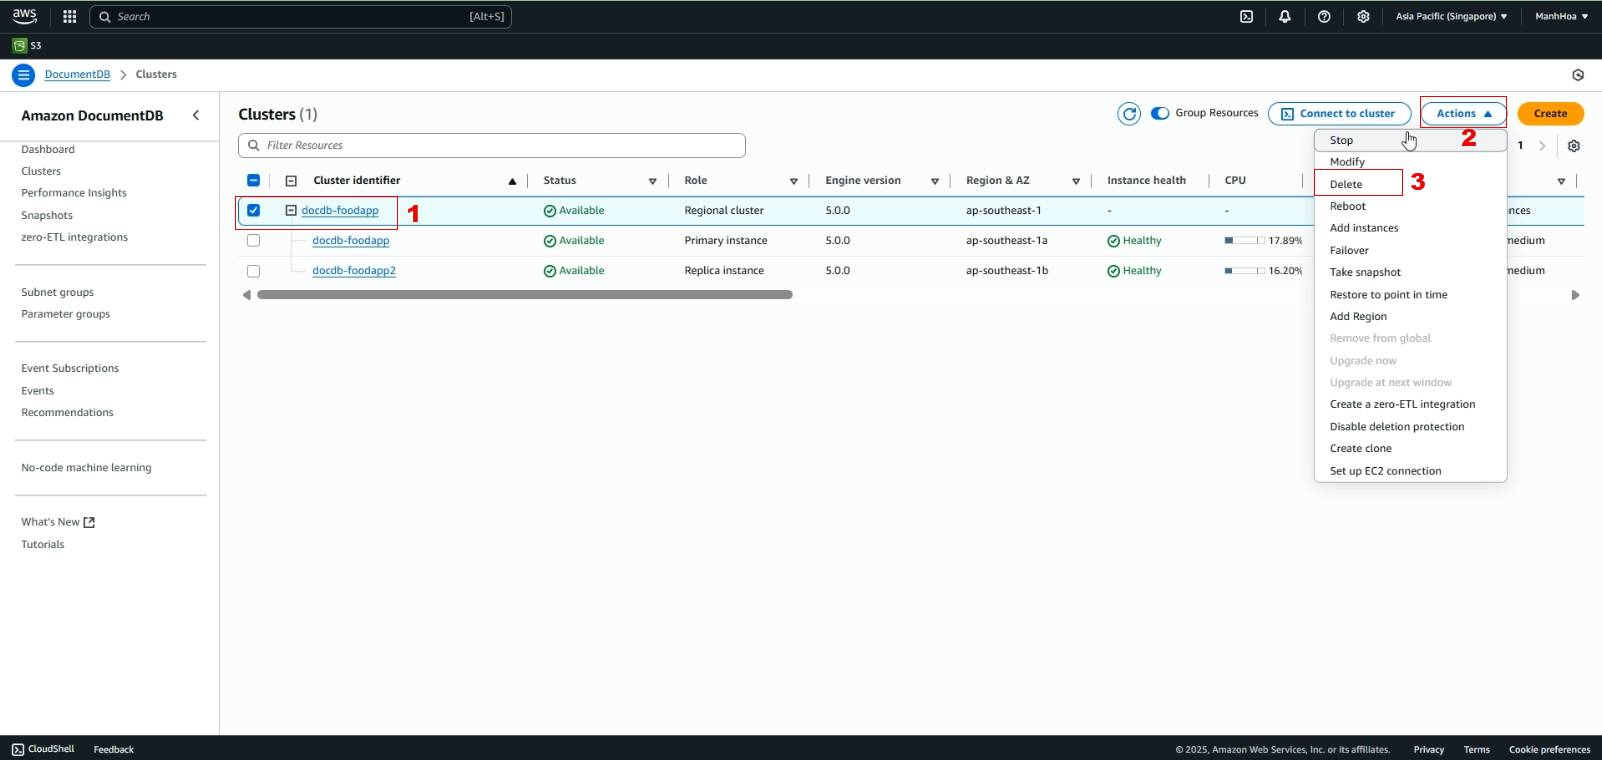 aws
Search [Alt+S]
Asia Pacific (Singapore) ManhHoa
S3
DocumentDB Clusters
Amazon DocumentDB
Dashboard
Clusters
Performance Insights
Snapshots
zero-ETL integrations
Subnet groups
Parameter groups
Event Subscriptions
Events
Recommendations
No-code machine learning
What's New
Tutorials
Clusters (1)
Group Resources Connect to cluster Actions Create
Filter Resources
2
1
Cluster identifier Status Role Engine version Region & AZ Instance health CPU
docdb-foodapp 1 Available Regional cluster 5.0.0 ap-southeast-1 - -
docdb-foodapp Available Primary instance 5.0.0 ap-southeast-1a Healthy 17.89%
docdb-foodapp2 Available Replica instance 5.0.0 ap-southeast-1b Healthy 16.20%
Stop
Modify
Delete 3
Reboot
Add instances
Failover
Take snapshot
Restore to point in time
Add Region
Remove from global
Upgrade now
Upgrade at next window
Create a zero-ETL integration
Disable deletion protection
Create clone
Set up EC2 connection
CloudShell Feedback
© 2025, Amazon Web Services, Inc. or its affiliates. Privacy Terms Cookie preferences